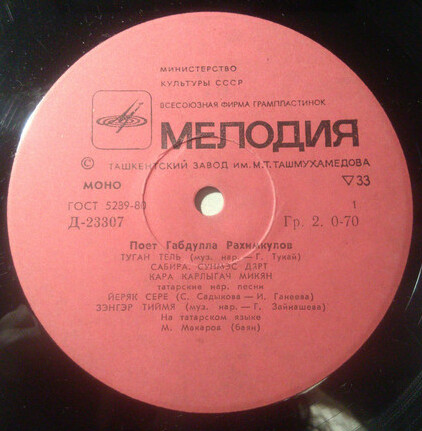 МИНИСТЕРСТВО
КУЛЬТУРЫ СССР
ВСЕСОЮЗНАЯ ФИРМА ГРАМПЛАСТИНОК
МЕЛОДИЯ
© ТАШКЕНТСКИЙ ЗАВОД ИМ. М.Т. ТАШМУХАМЕДОВА
МОНО ▽33
ГОСТ 5289-80 1
Д-23307 Гр. 2. 0-70
Поет Габдулла Рахимкулов
ТУГАН ТЕЛЬ (муз. нар.—Г. Тукай)
САБИРА, СУНМЭС ДЭРТ
КАРА КАРЛЫГАЧ МИКЯН
татарские нар. песни
ЙЕРЯК СЕРЕ (С. Садыкова—И. Ганеева)
ЗЭНГЭР ТИЙМЯ (муз. нар.—Г. Зайнашева)
На татарском языке
М. Макаров (баян)